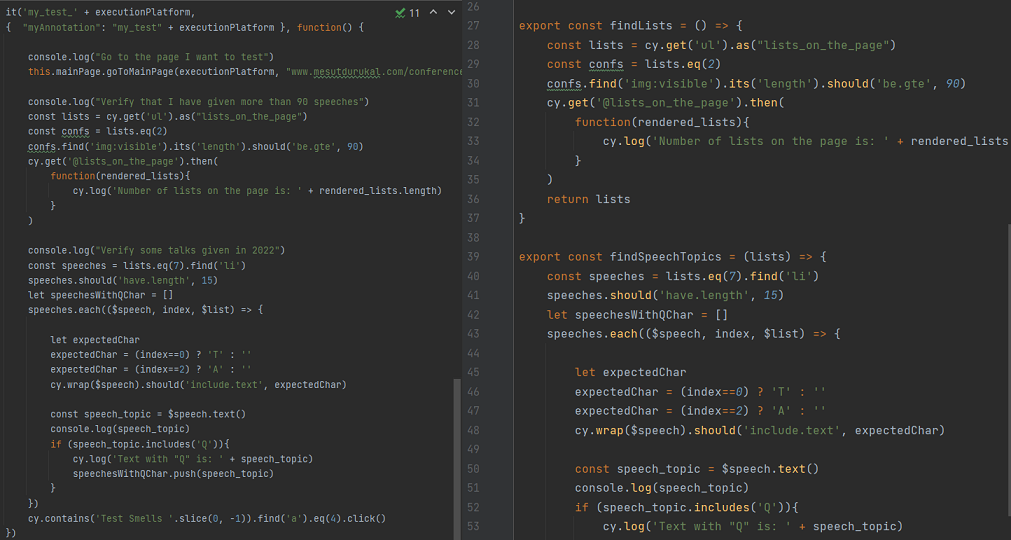 it('my_test_' + executionPlatform,
{ "myAnnotation": "my_test" + executionPlatform }, function() {
console.log("Go to the page I want to test")
this.mainPage.goToMainPage(executionPlatform, "www.mesutdurukal.com/conference
console.log("Verify that I have given more than 90 speeches")
const lists = cy.get('ul').as("lists_on_the_page")
const confs = lists.eq(2)
confs.find('img:visible').its('length').should('be.gte', 90)
cy.get('@lists_on_the_page').then(
function(rendered_lists){
cy.log('Number of lists on the page is: ' + rendered_lists.length)
}
)
console.log("Verify some talks given in 2022")
const speeches = lists.eq(7).find('li')
speeches.should('have.length', 15)
let speechesWithQChar = []
speeches.each(($speech, index, $list) => {
let expectedChar
expectedChar = (index==0) ? 'T' : ''
expectedChar = (index==2) ? 'A' : ''
cy.wrap($speech).should('include.text', expectedChar)
const speech_topic = $speech.text()
console.log(speech_topic)
if (speech_topic.includes('Q')){
cy.log('Text with "Q" is: ' + speech_topic)
speechesWithQChar.push(speech_topic)
}
})
cy.contains('Test Smells '.slice(0, -1)).find('a').eq(4).click()
})
11
26
27 export const findLists = () => {
28 const lists = cy.get('ul').as("lists_on_the_page")
29 const confs = lists.eq(2)
30 confs.find('img:visible').its('length').should('be.gte', 90)
31 cy.get('@lists_on_the_page').then(
32 function(rendered_lists){
33 cy.log('Number of lists on the page is: ' + rendered_lists
34 }
35 )
36 return lists
37 }
38
39 export const findSpeechTopics = (lists) => {
40 const speeches = lists.eq(7).find('li')
41 speeches.should('have.length', 15)
42 let speechesWithQChar = []
43 speeches.each(($speech, index, $list) => {
44
45 let expectedChar
46 expectedChar = (index==0) ? 'T' : ''
47 expectedChar = (index==2) ? 'A' : ''
48 cy.wrap($speech).should('include.text', expectedChar)
49
50 const speech_topic = $speech.text()
51 console.log(speech_topic)
52 if (speech_topic.includes('Q')){
53 cy.log('Text with "Q" is: ' + speech_topic)